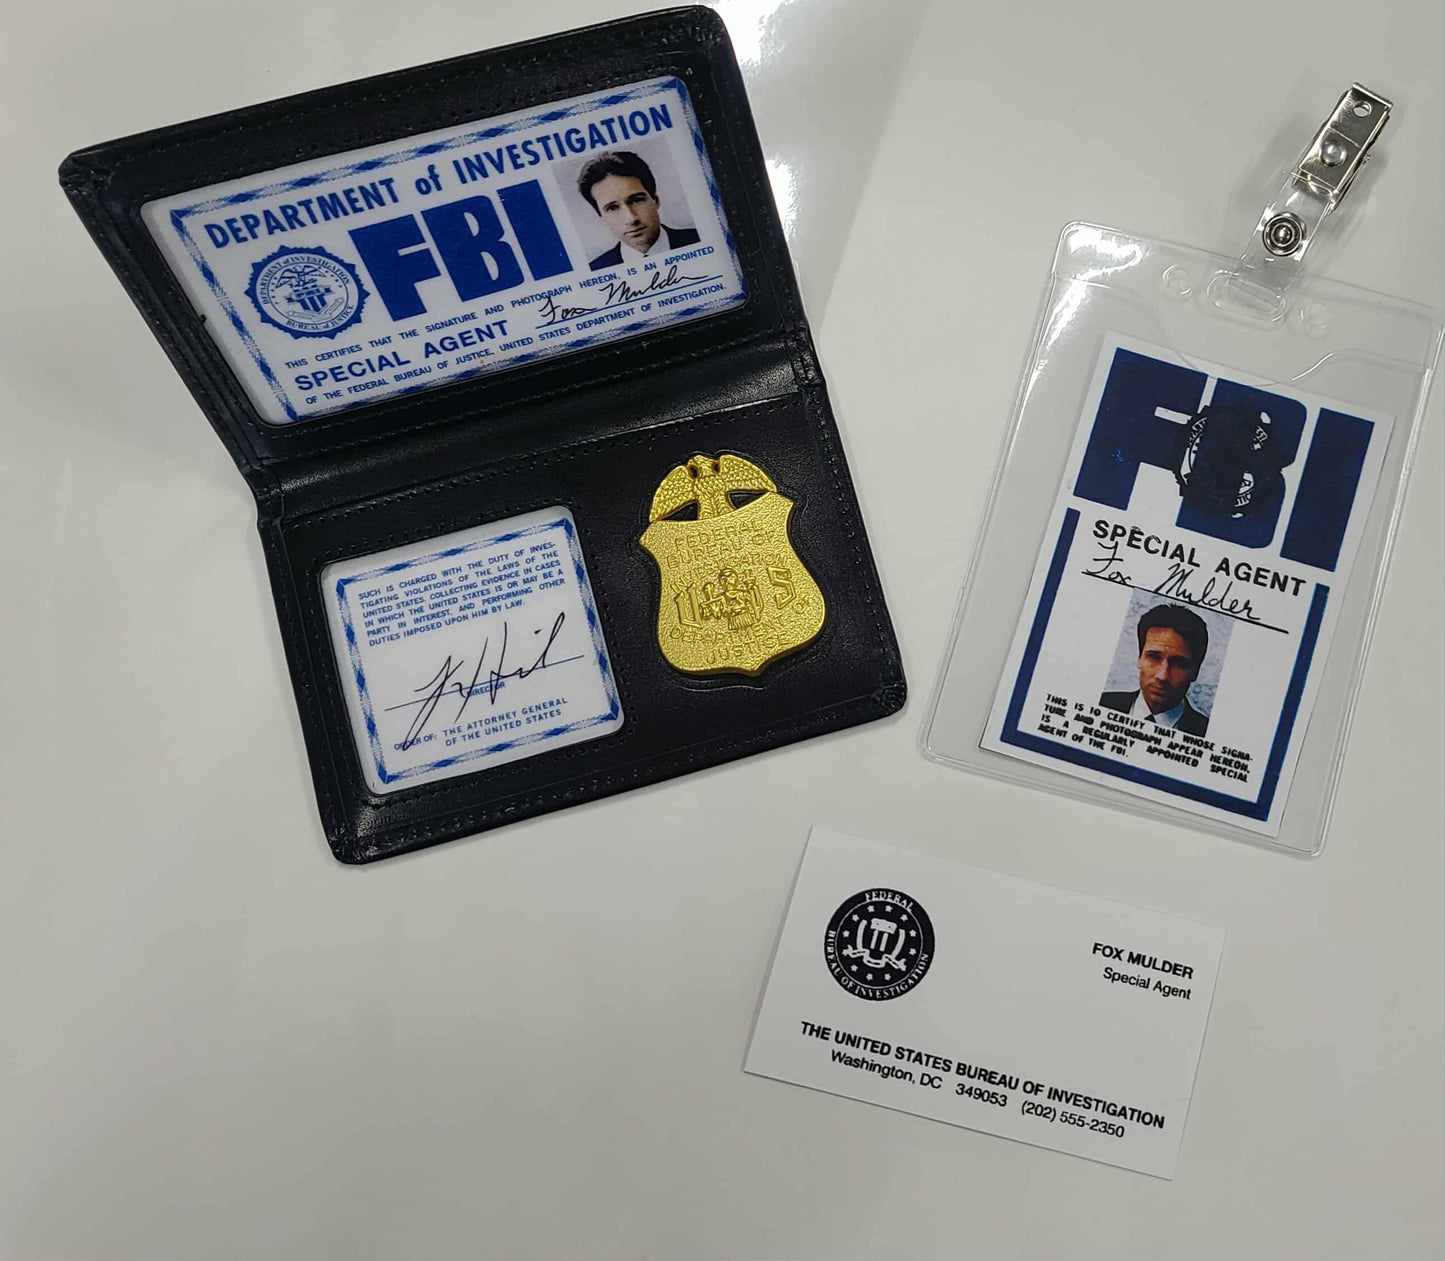 DEPARTMENT of INVESTIGATION
FBI
DEPARTMENT of INVESTIGATION
BUREAU of JUSTICE
THIS CERTIFIES THAT THE SIGNATURE AND PHOTOGRAPH HEREON, IS AN APPOINTED
SPECIAL AGENT Fox Mulder
OF THE FEDERAL BUREAU OF JUSTICE, UNITED STATES DEPARTMENT OF INVESTIGATION.
SUCH IS CHARGED WITH THE DUTY OF INVES-
TIGATING VIOLATIONS OF THE LAWS OF THE
UNITED STATES, COLLECTING EVIDENCE IN CASES
IN WHICH THE UNITED STATES IS OR MAY BE A
PARTY IN INTEREST, AND PERFORMING OTHER
DUTIES IMPOSED UPON HIM BY LAW.
DIRECTOR
ORDER OF: THE ATTORNEY GENERAL
OF THE UNITED STATES
FEDERAL
BUREAU OF
INVESTIGATION
U S
DEPARTMENT OF
JUSTICE
FBI
SPECIAL AGENT
Fox Mulder
THIS IS TO CERTIFY THAT WHOSE SIGNA-
TURE AND PHOTOGRAPH APPEAR HEREON,
IS A REGULARLY APPOINTED SPECIAL
AGENT OF THE FBI.
FEDERAL
BUREAU OF INVESTIGATION
FOX MULDER
Special Agent
THE UNITED STATES BUREAU OF INVESTIGATION
Washington, DC 349053 (202) 555-2350